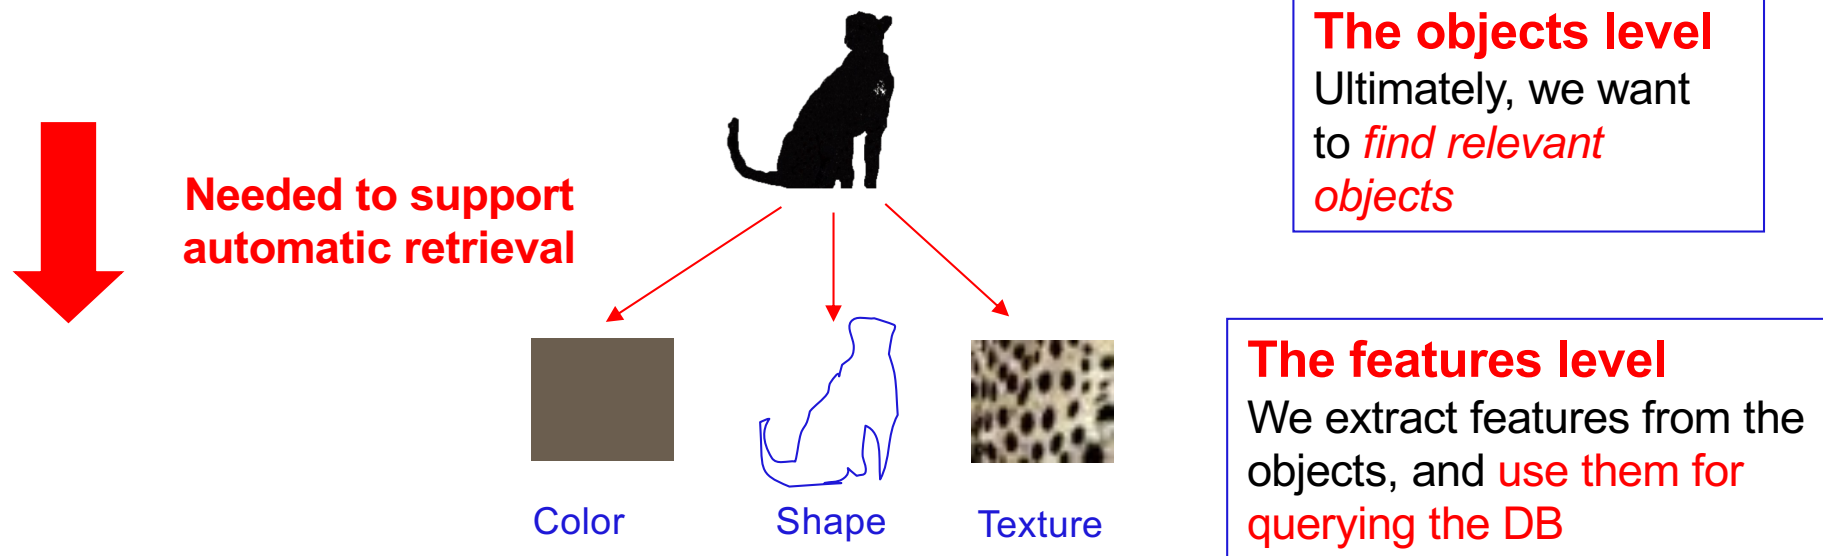 The objects level
Ultimately, we want
to find relevant
objects
Needed to support
automatic retrieval
The features level
We extract features from the
objects, and use them for
querying the DB
Color
Shape
Texture